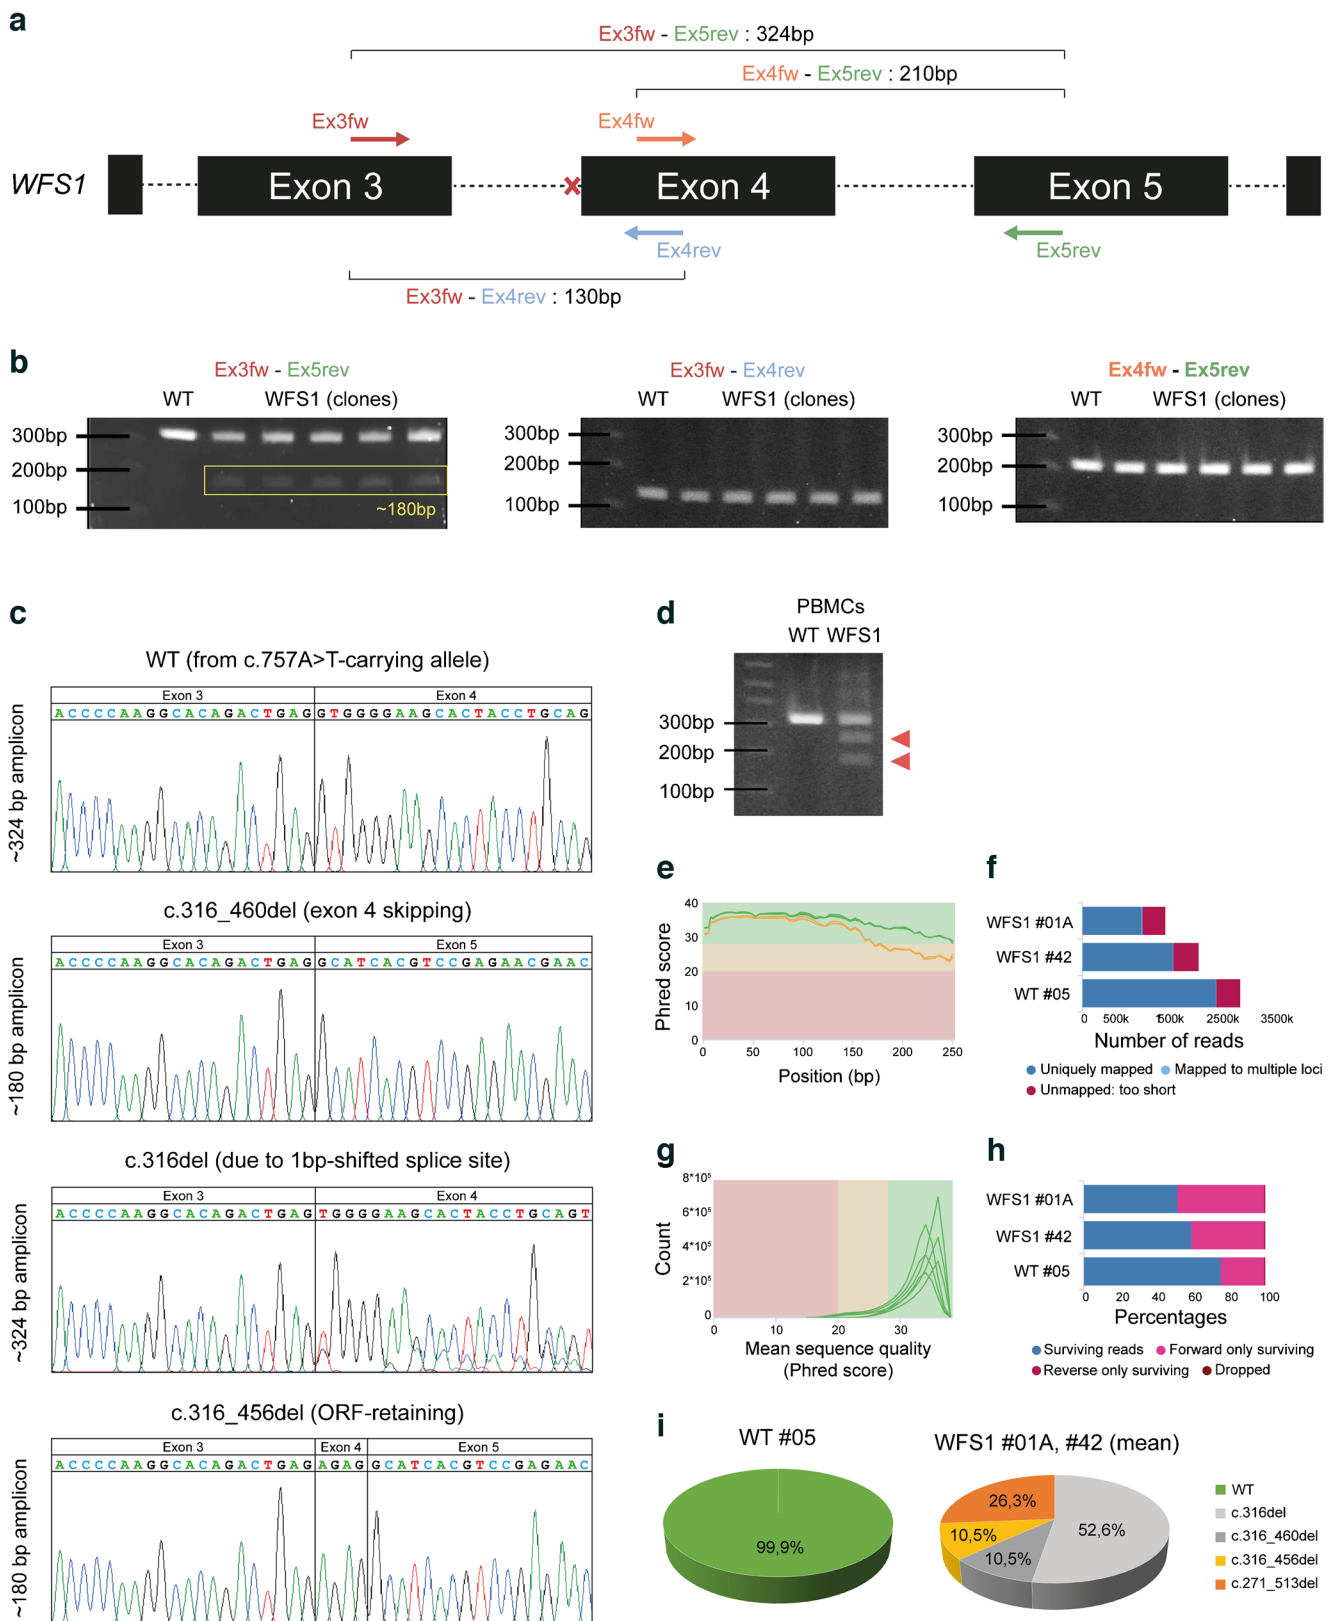 a
Ex3fw - Ex5rev : 324bp
Ex4fw - Ex5rev : 210bp
Ex3fw
Ex4fw
WFS1
Exon 3
Exon 4
Exon 5
Ex4rev
Ex5rev
Ex3fw - Ex4rev : 130bp
b
Ex3fw - Ex5rev
WT
WFS1 (clones)
300bp
200bp
100bp
~180bp
Ex3fw - Ex4rev
WT
WFS1 (clones)
300bp
200bp
100bp
Ex4fw - Ex5rev
WT
WFS1 (clones)
300bp
200bp
100bp
c
WT (from c.757A>T-carrying allele)
~324 bp amplicon
Exon 3
Exon 4
A C C C C A A G G C A C A G A C T G A G G T G G G G A A G C A C T A C C T G C A G
c.316_460del (exon 4 skipping)
~180 bp amplicon
Exon 3
Exon 5
A C C C C A A G G C A C A G A C T G A G G C A T C A C G T C C G A G A A C G A A C
c.316del (due to 1bp-shifted splice site)
~324 bp amplicon
Exon 3
Exon 4
A C C C C A A G G C A C A G A C T G A G T G G G G A A G C A C T A C C T G C A G T
c.316_456del (ORF-retaining)
~180 bp amplicon
Exon 3
Exon 4
Exon 5
A C C C C A A G G C A C A G A C T G A G A G A G G C A T C A C G T C C G A G A A C
d
PBMCs
WT WFS1
300bp
200bp
100bp
e
Phred score
40
30
20
10
0
0 50 100 150 200 250
Position (bp)
f
WFS1 #01A
WFS1 #42
WT #05
0 500k 1500k 2500k 3500k
Number of reads
Uniquely mapped
Mapped to multiple loci
Unmapped: too short
g
Count
8*10⁵
6*10⁵
4*10⁵
2*10⁵
0
0 10 20 30
Mean sequence quality
(Phred score)
h
WFS1 #01A
WFS1 #42
WT #05
0 20 40 60 80 100
Percentages
Surviving reads
Forward only surviving
Reverse only surviving
Dropped
i
WT #05
99,9%
WFS1 #01A, #42 (mean)
26,3%
10,5%
10,5%
52,6%
WT
c.316del
c.316_460del
c.316_456del
c.271_513del